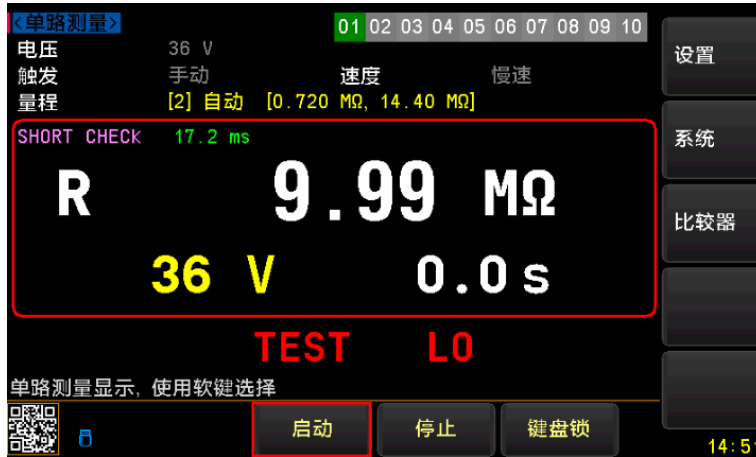 <单路测量> 01 02 03 04 05 06 07 08 09 10
电压 36 V
触发 手动 速度 慢速
量程 [2] 自动 [0.720 MΩ, 14.40 MΩ]
SHORT CHECK 17.2 ms
R 9.99 MΩ
36 V 0.0s
TEST LO
单路测量显示, 使用软键选择
启动 停止 键盘锁
设置
系统
比较器